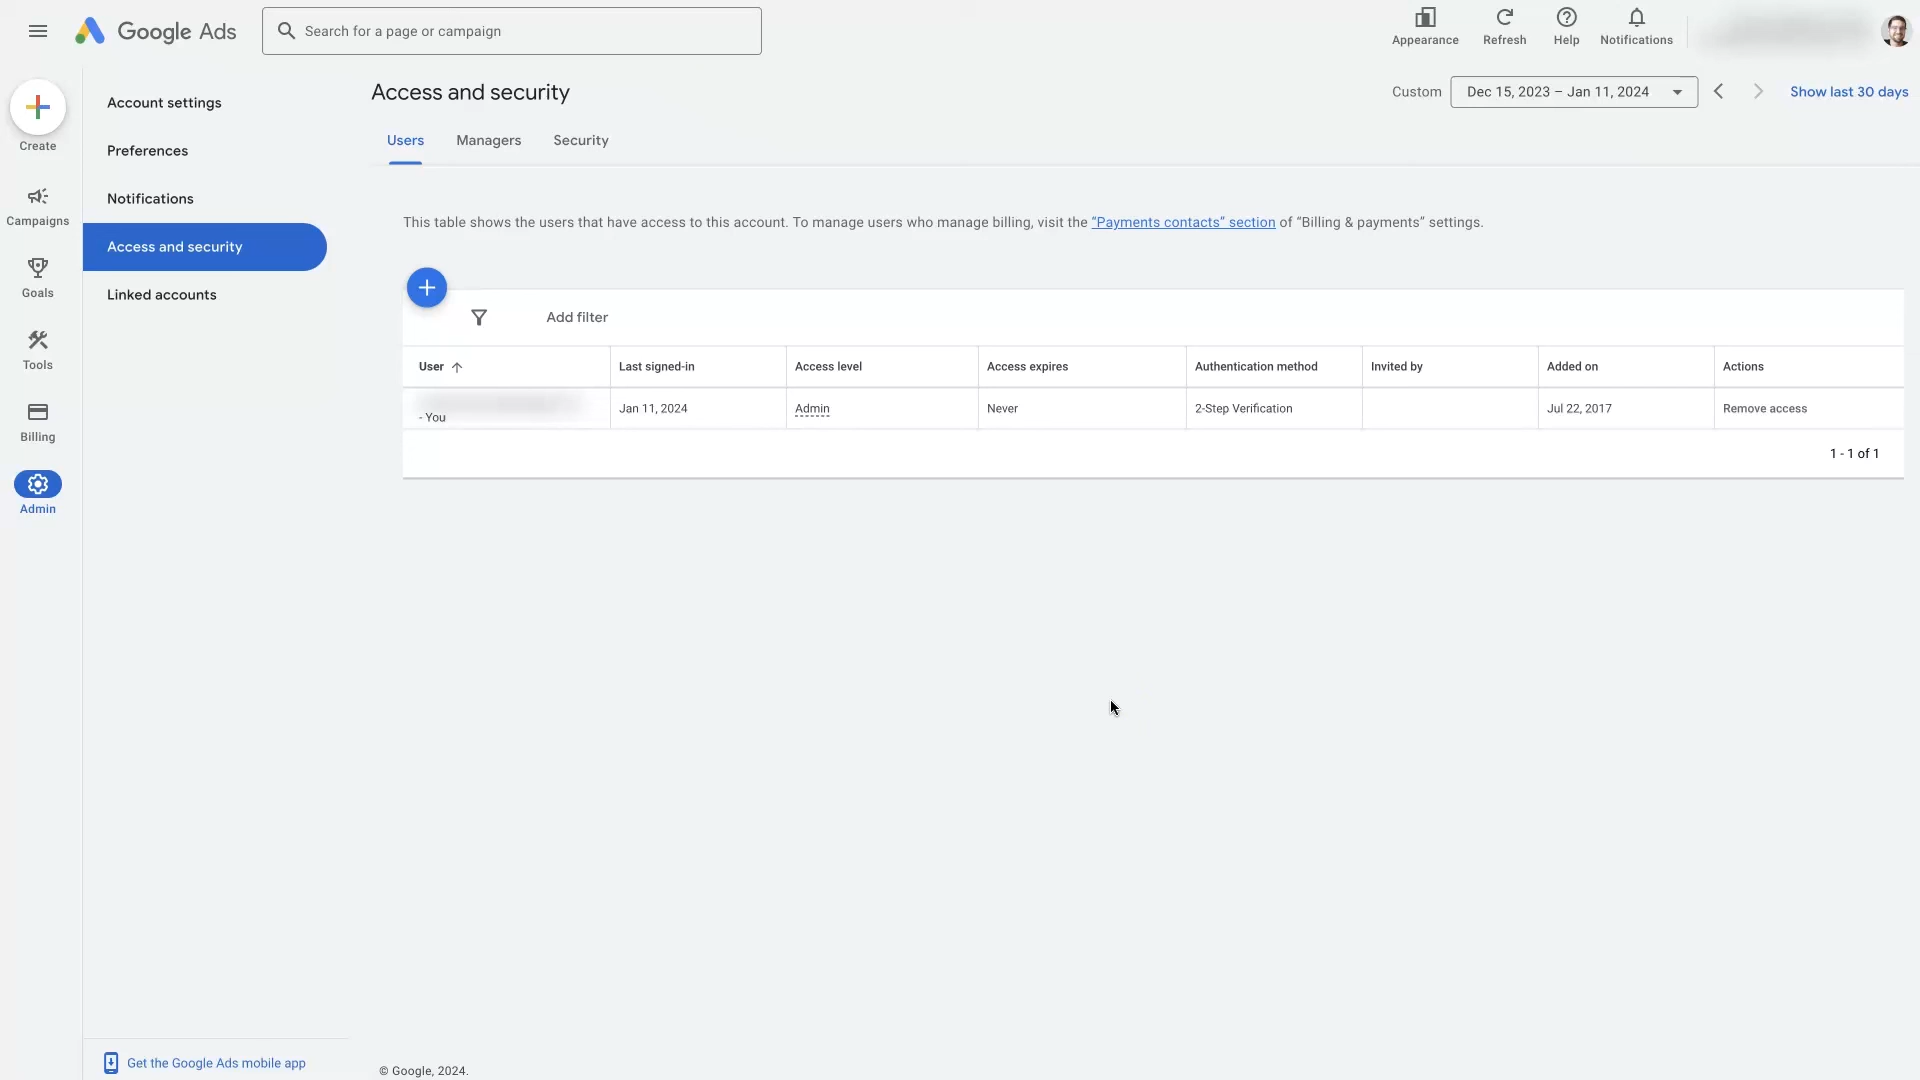 Google Ads
Search for a page or campaign
Appearance
Refresh
Help
Notifications
Create
Campaigns
Goals
Tools
Billing
Admin
Account settings
Preferences
Notifications
Access and security
Linked accounts
Get the Google Ads mobile app
Access and security
Custom
Dec 15, 2023 – Jan 11, 2024
Show last 30 days
Users Managers Security
This table shows the users that have access to this account. To manage users who manage billing, visit the “Payments contacts” section of “Billing & payments” settings.
Add filter
User Last signed-in Access level Access expires Authentication method Invited by Added on Actions
- You Jan 11, 2024 Admin Never 2-Step Verification Jul 22, 2017 Remove access
1 - 1 of 1
© Google, 2024.